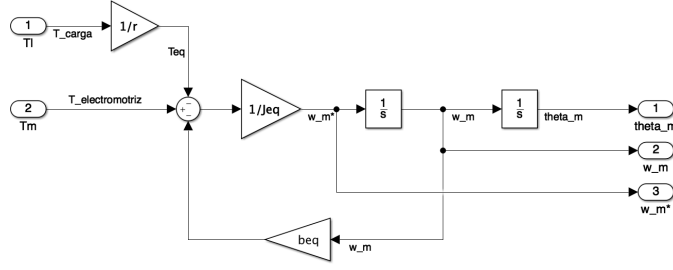 1
Tl
T_carga
1/r
Teq
2
Tm
T_electromotriz
1/Jeq
w_m*
1
s
w_m
1
s
theta_m
1
theta_m
2
w_m
3
w_m*
beq
w_m